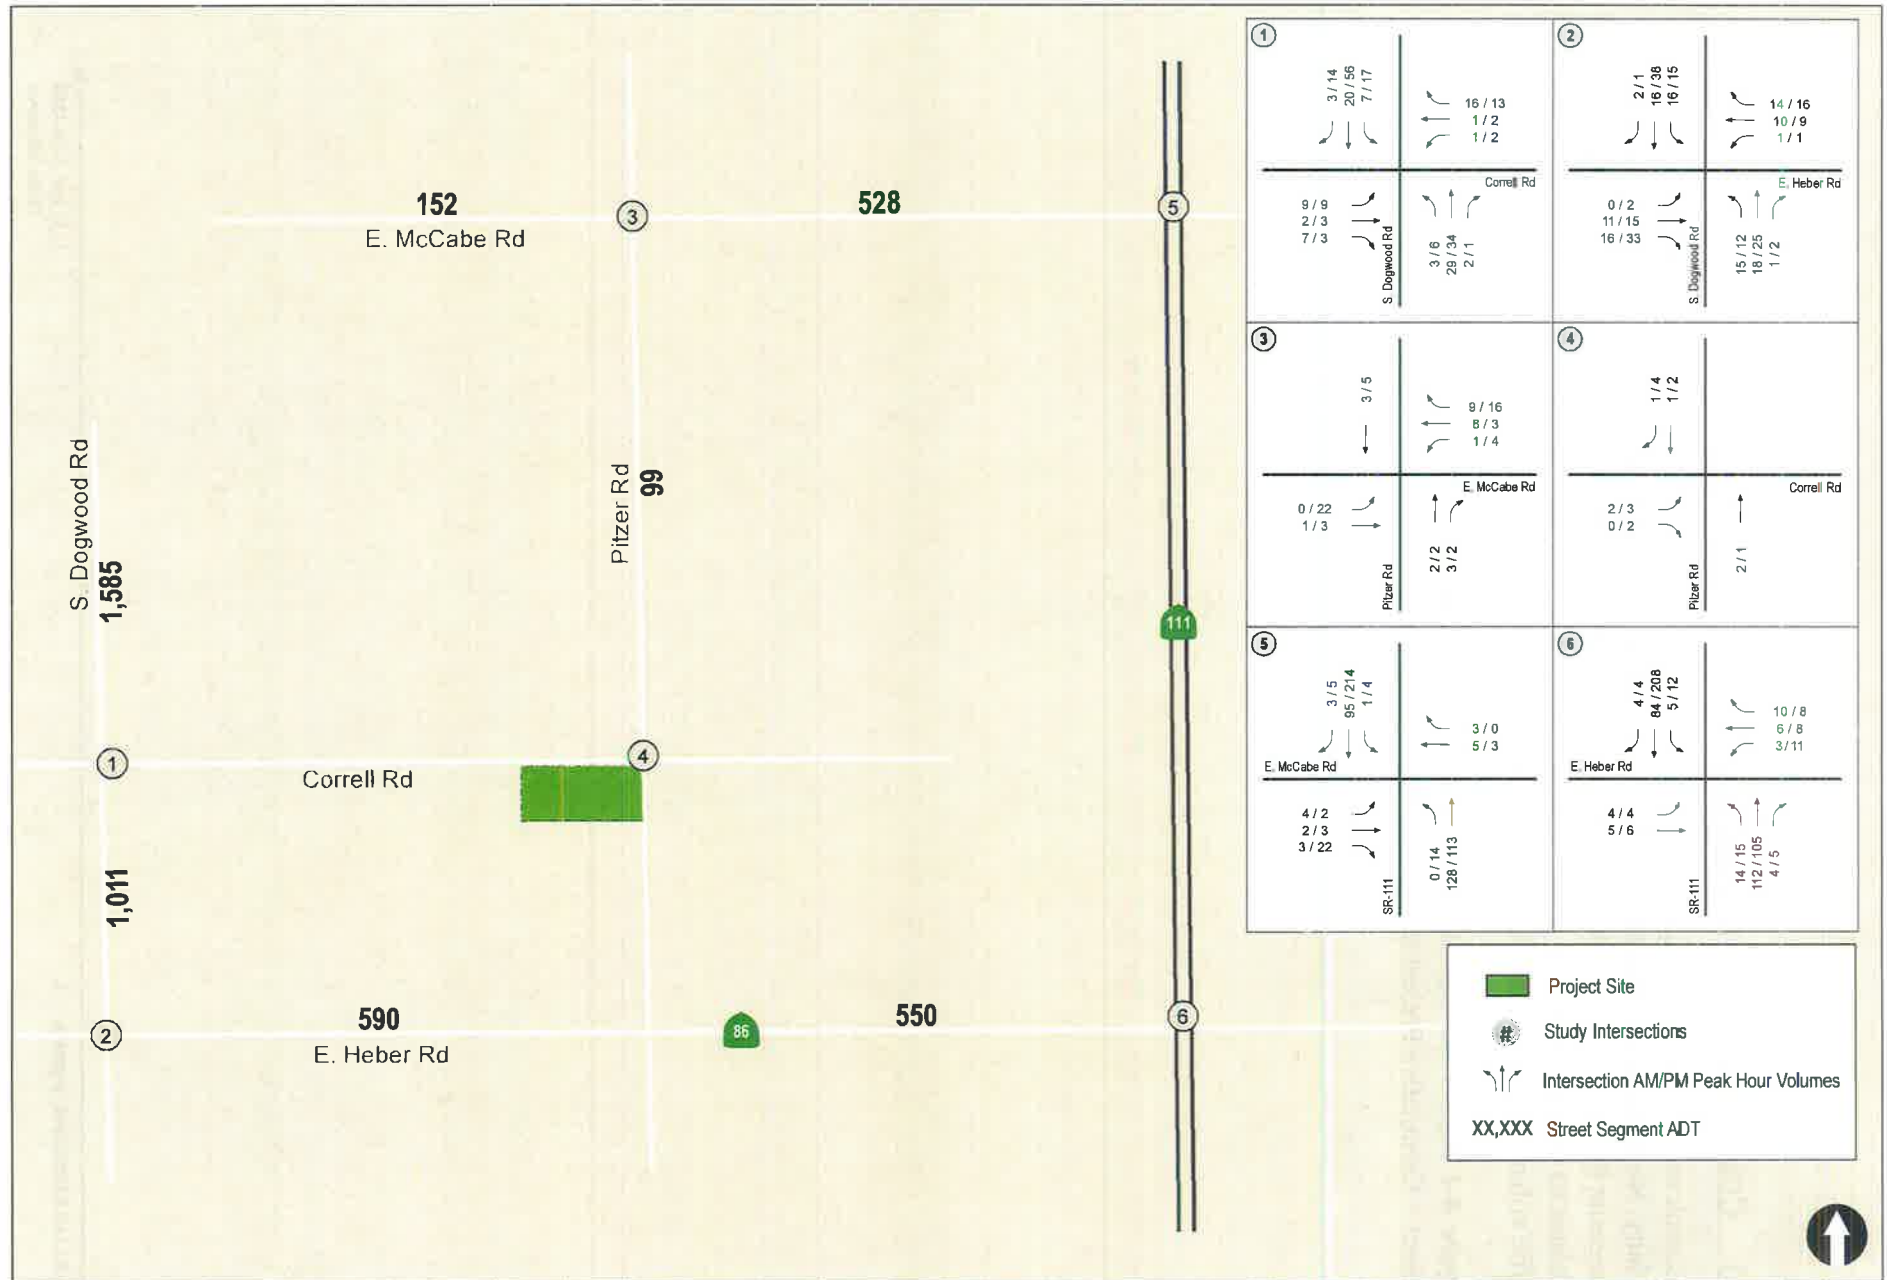 152
E. McCabe Rd
528
3
5
S. Dogwood Rd
1,585
Pitzer Rd
99
111
1
4
Correll Rd
1,011
590
E. Heber Rd
86
550
2
6
1
3 / 14
20 / 56
7 / 17
16 / 13
1 / 2
1 / 2
Correll Rd
9 / 9
2 / 3
7 / 3
S. Dogwood Rd
3 / 6
29 / 34
2 / 1
2
2 / 1
16 / 38
16 / 15
14 / 16
10 / 9
1 / 1
E. Heber Rd
0 / 2
11 / 15
16 / 33
S. Dogwood Rd
15 / 12
18 / 25
1 / 2
3
3 / 5
9 / 16
8 / 3
1 / 4
E. McCabe Rd
0 / 22
1 / 3
Pitzer Rd
2 / 2
3 / 2
4
1 / 4
1 / 2
Correll Rd
2 / 3
0 / 2
Pitzer Rd
2 / 1
5
3 / 5
95 / 214
1 / 4
3 / 0
5 / 3
E. McCabe Rd
4 / 2
2 / 3
3 / 22
SR-111
0 / 14
128 / 113
6
4 / 4
84 / 208
5 / 12
10 / 8
6 / 8
3 / 11
E. Heber Rd
4 / 4
5 / 6
SR-111
14 / 15
112 / 105
4 / 5
Project Site
# Study Intersections
Intersection AM/PM Peak Hour Volumes
XX,XXX Street Segment ADT